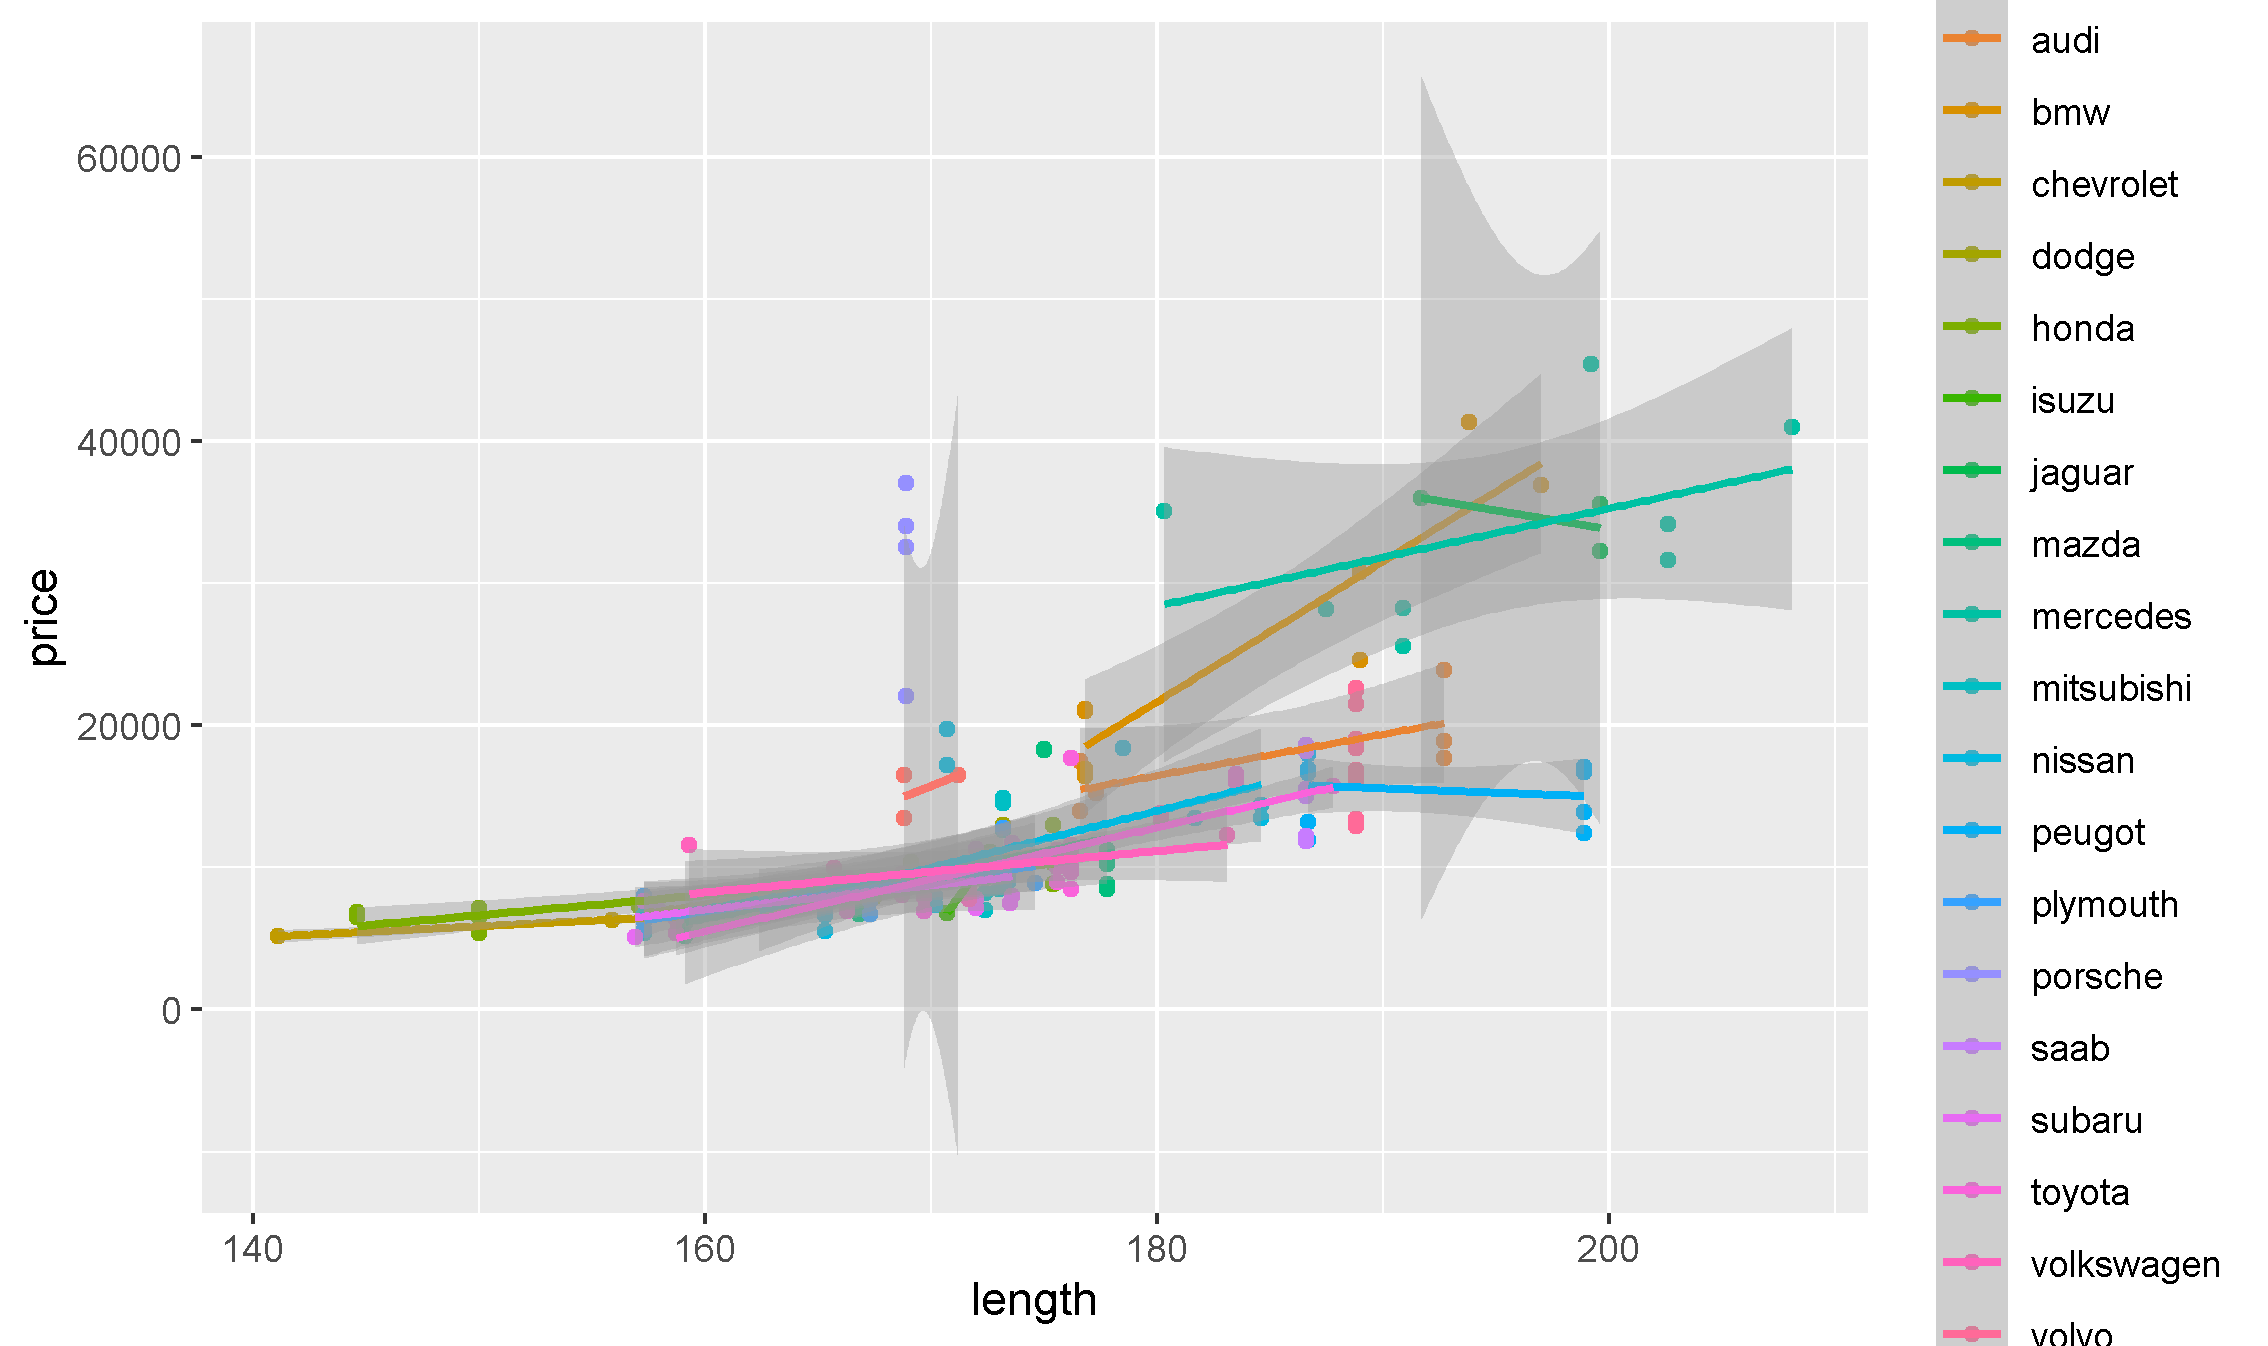 60000
40000
20000
0
price
140
160
180
200
length
audi
bmw
chevrolet
dodge
honda
isuzu
jaguar
mazda
mercedes
mitsubishi
nissan
peugot
plymouth
porsche
saab
subaru
toyota
volkswagen
volvo